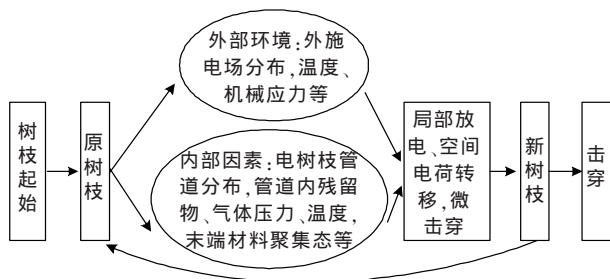 外部环境:外施
电场分布,温度、
机械应力等
树枝起始
原树枝
内部因素:电树枝管
道分布,管道内残留
物、气体压力、温度,
末端材料聚集态等
局部放
电、空间
电荷转
移,微
击穿
新树枝
击穿